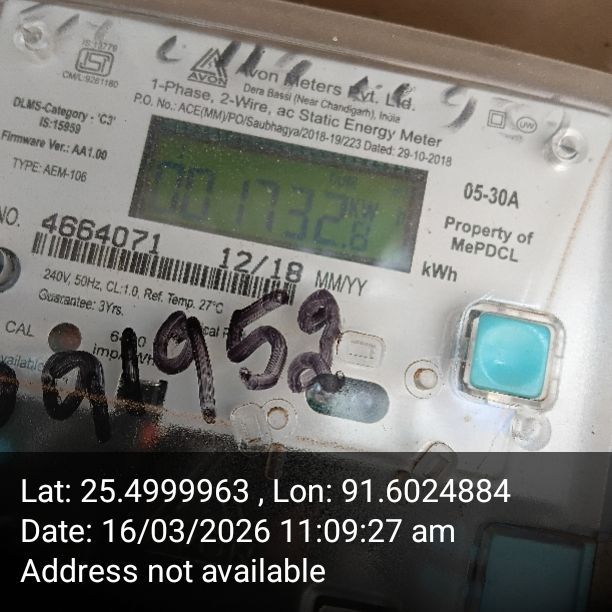 IS:13779
CM/L:9261180
AVON
Avon Meters Pvt. Ltd.
Dera Bassi (Near Chandigarh), India
1-Phase, 2-Wire, ac Static Energy Meter
P.O. No.: ACE(MM)/PO/Saubhagya/2018-19/223 Dated: 29-10-2018
DLMS-Category - 'C3'
IS:15959
Firmware Ver.: AA1.00
TYPE: AEM-106
001732.8
kWh
05-30A
Property of
MePDCL
NO. 4664071
12/18 MM/YY
240V, 50Hz, CL:1.0, Ref. Temp. 27°C
Guarantee: 3Yrs.
CAL
Lat: 25.4999963 , Lon: 91.6024884
Date: 16/03/2026 11:09:27 am
Address not available